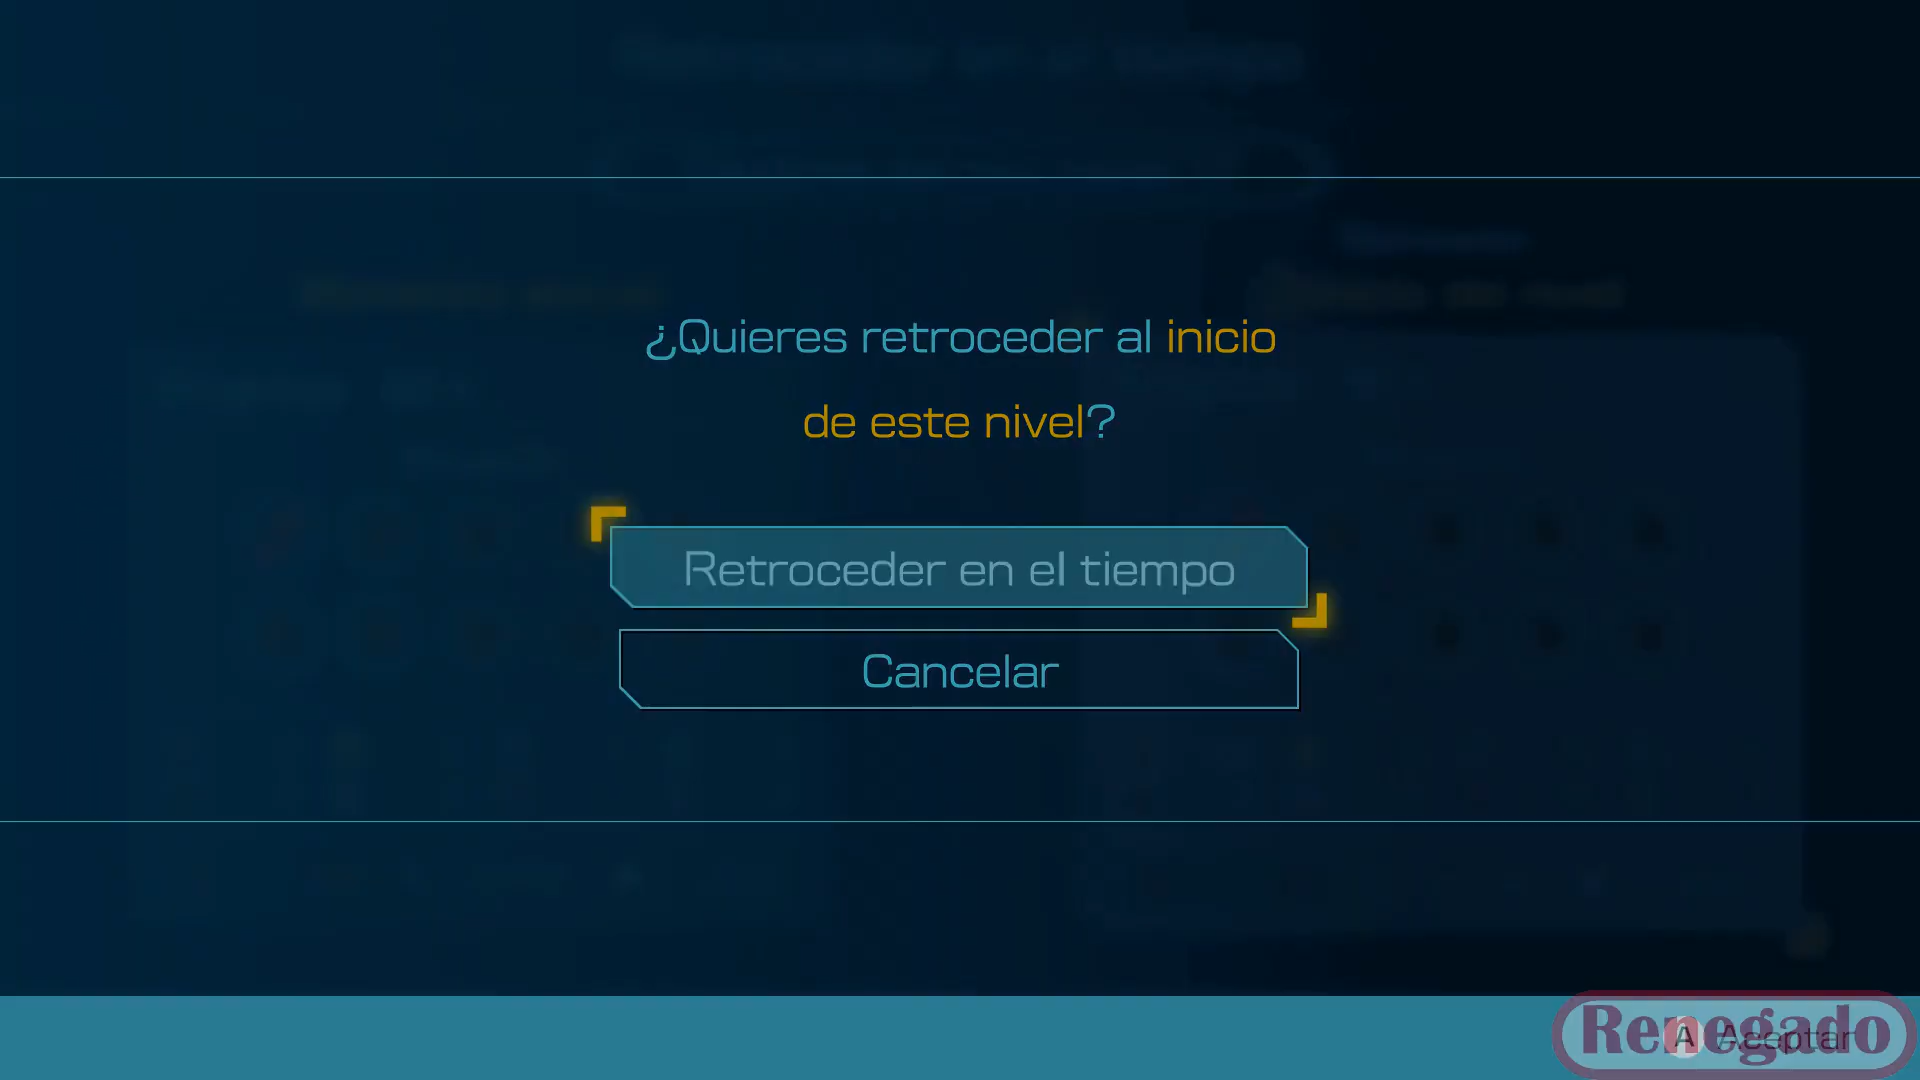 ¿Quieres retroceder al inicio
de este nivel?
Retroceder en el tiempo
Cancelar
Renegado
A Aceptar